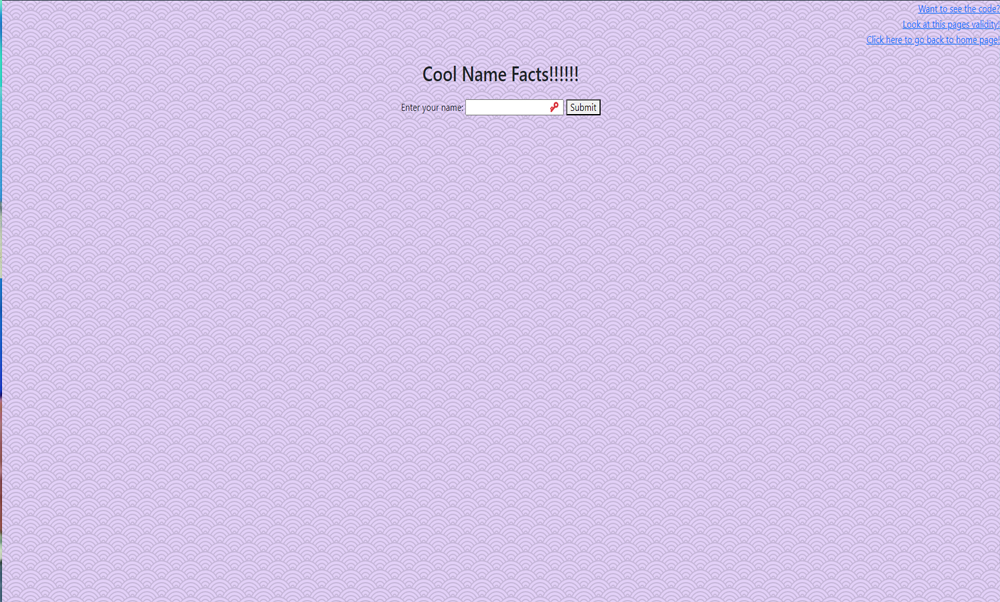 Want to see the code?
Look at this pages validity!
Click here to go back to home page!
Cool Name Facts!!!!!!
Enter your name: Submit